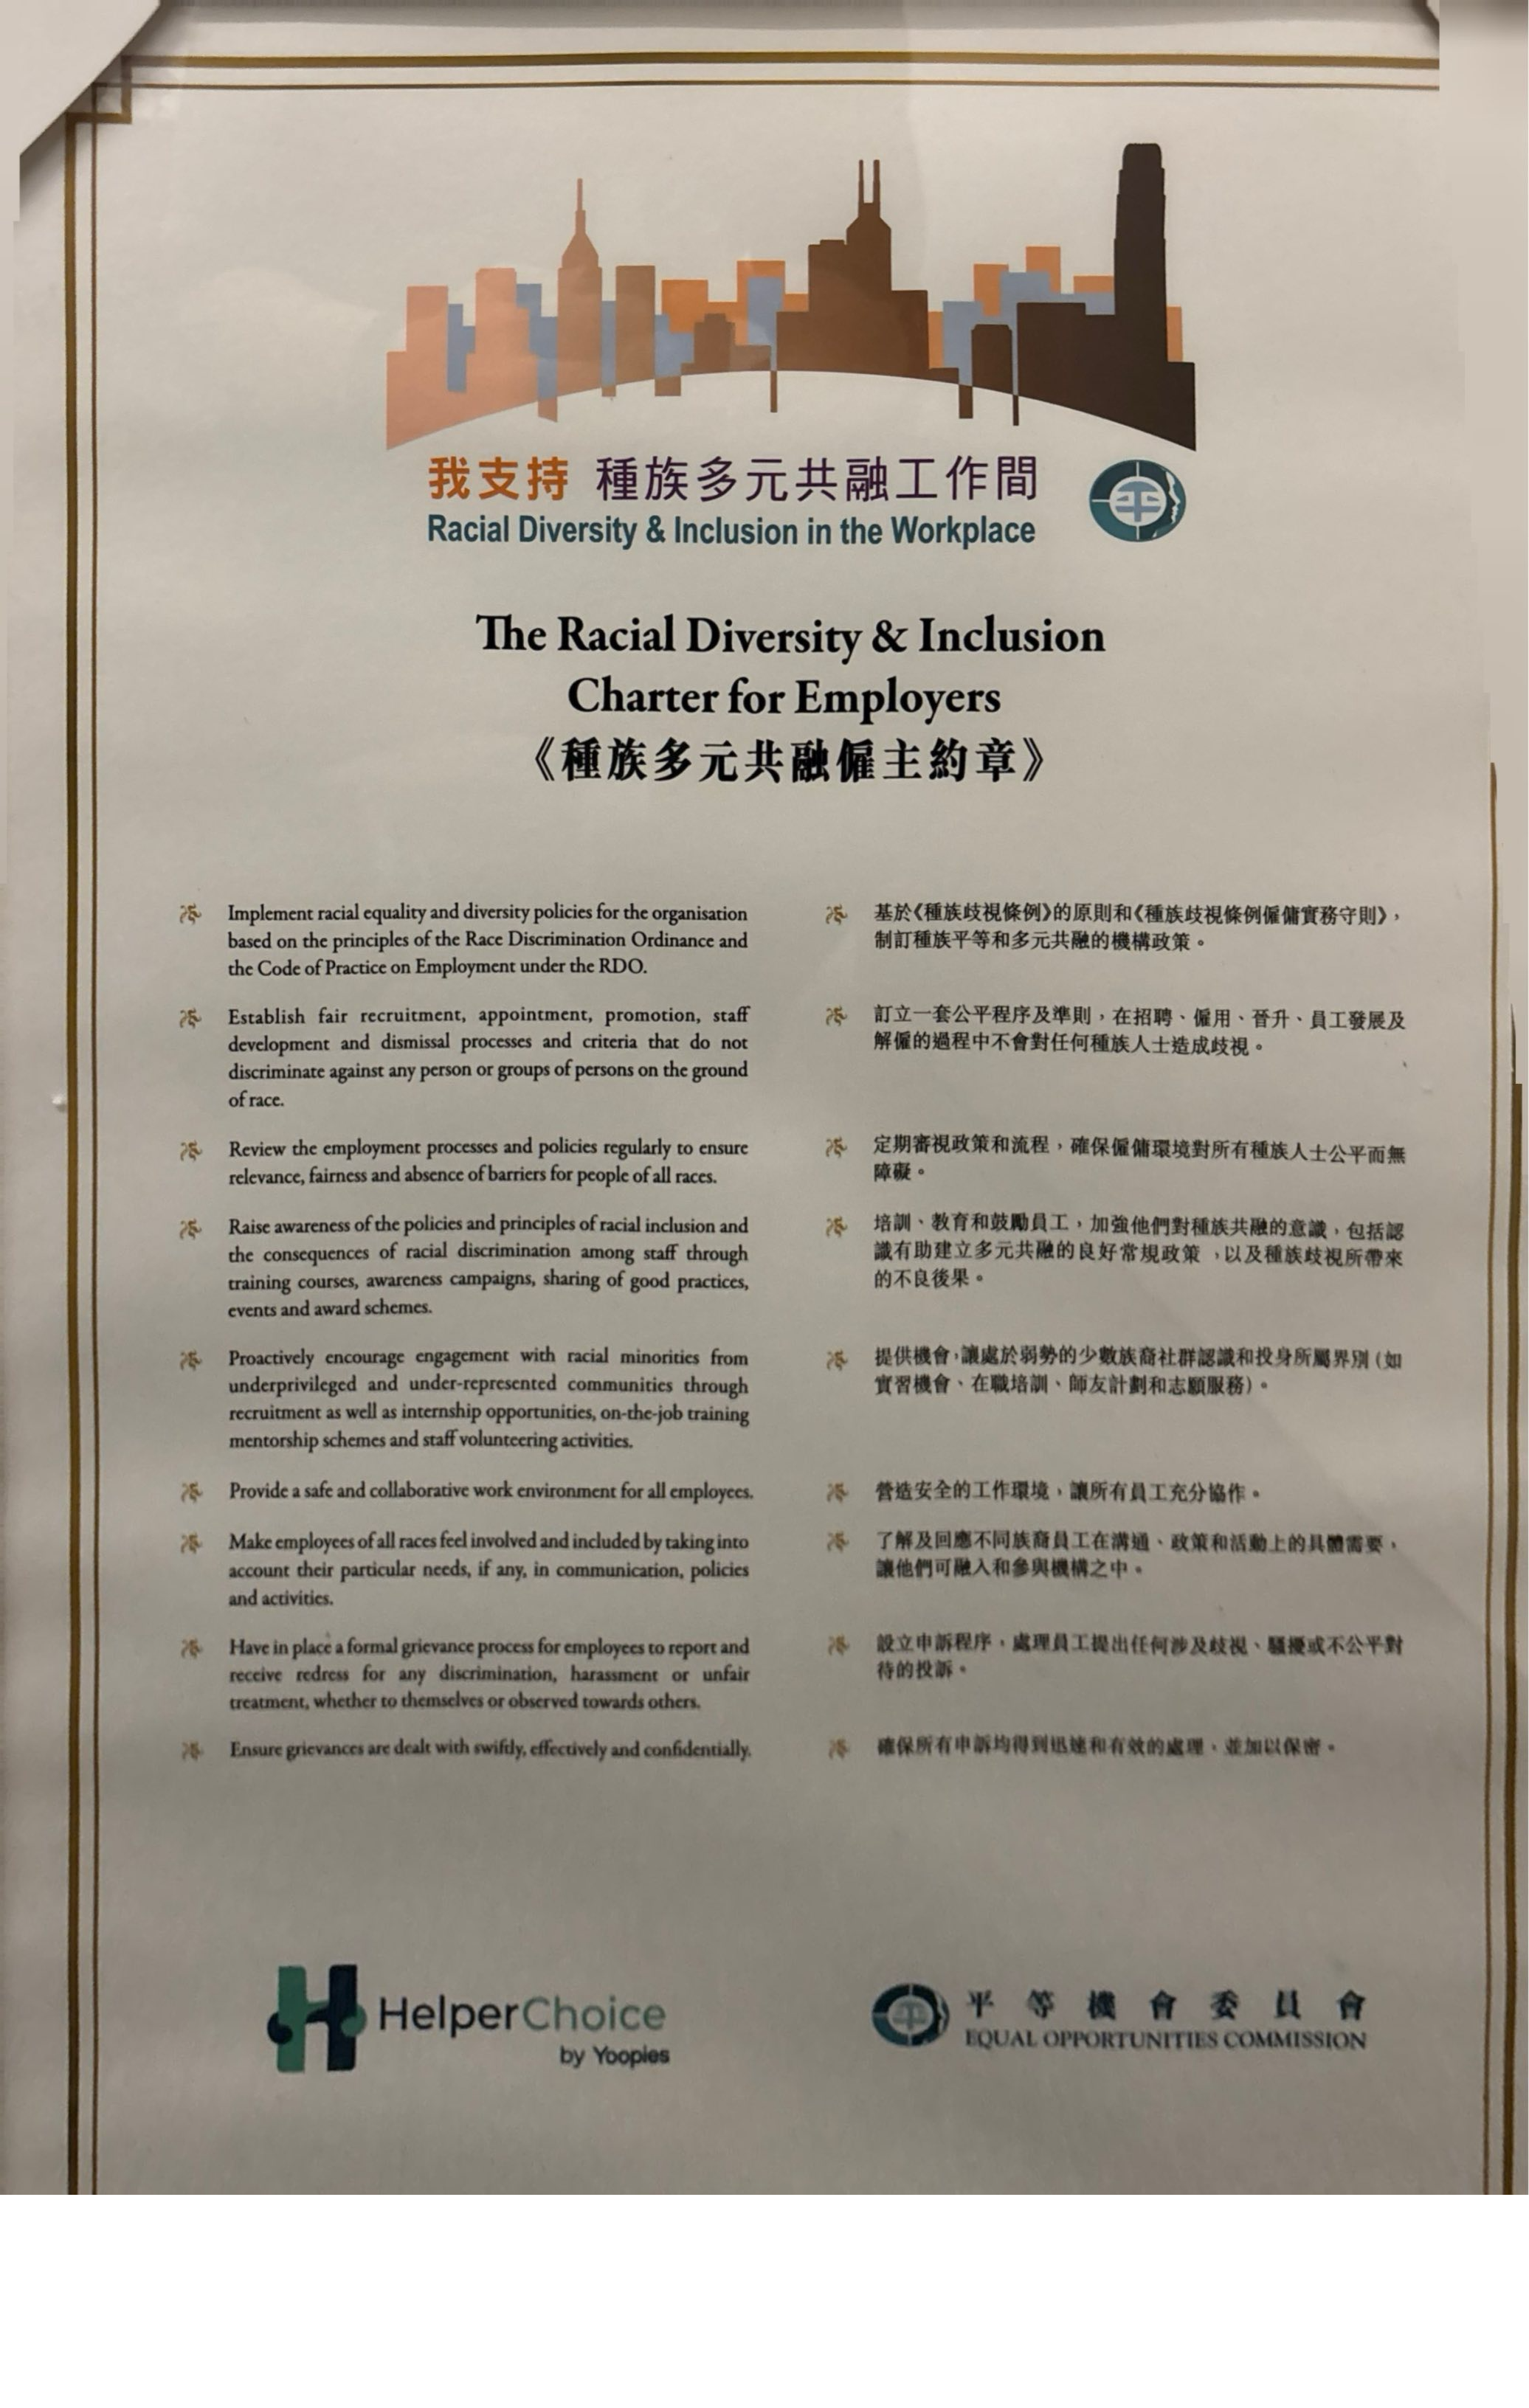 我支持 種族多元共融工作間
Racial Diversity & Inclusion in the Workplace
平
The Racial Diversity & Inclusion
Charter for Employers
《種族多元共融僱主約章》
Implement racial equality and diversity policies for the organisation
based on the principles of the Race Discrimination Ordinance and
the Code of Practice on Employment under the RDO.
Establish fair recruitment, appointment, promotion, staff
development and dismissal processes and criteria that do not
discriminate against any person or groups of persons on the ground
of race.
Review the employment processes and policies regularly to ensure
relevance, fairness and absence of barriers for people of all races.
Raise awareness of the policies and principles of racial inclusion and
the consequences of racial discrimination among staff through
training courses, awareness campaigns, sharing of good practices,
events and award schemes.
Proactively encourage engagement with racial minorities from
underprivileged and under-represented communities through
recruitment as well as internship opportunities, on-the-job training
mentorship schemes and staff volunteering activities.
Provide a safe and collaborative work environment for all employees.
Make employees of all races feel involved and included by taking into
account their particular needs, if any, in communication, policies
and activities.
Have in place a formal grievance process for employees to report and
receive redress for any discrimination, harassment or unfair
treatment, whether to themselves or observed towards others.
Ensure grievances are dealt with swiftly, effectively and confidentially.
基於《種族歧視條例》的原則和《種族歧視條例僱傭實務守則》，
制訂種族平等和多元共融的機構政策。
訂立一套公平程序及準則，在招聘、僱用、晉升、員工發展及
解僱的過程中不會對任何種族人士造成歧視。
定期審視政策和流程，確保僱傭環境對所有種族人士公平而無
障礙。
培訓、教育和鼓勵員工，加強他們對種族共融的意識，包括認
識有助建立多元共融的良好常規政策，以及種族歧視所帶來
的不良後果。
提供機會，讓處於弱勢的少數族裔社群認識和投身所屬界別（如
實習機會、在職培訓、師友計劃和志願服務）。
營造安全的工作環境，讓所有員工充分協作。
了解及回應不同族裔員工在溝通、政策和活動上的具體需要，
讓他們可融入和參與機構之中。
設立申訴程序，處理員工提出任何涉及歧視、騷擾或不公平對
待的投訴。
確保所有申訴均得到迅速和有效的處理，並加以保密。
HelperChoice
by Yoopies
平
平等機會委員會
EQUAL OPPORTUNITIES COMMISSION